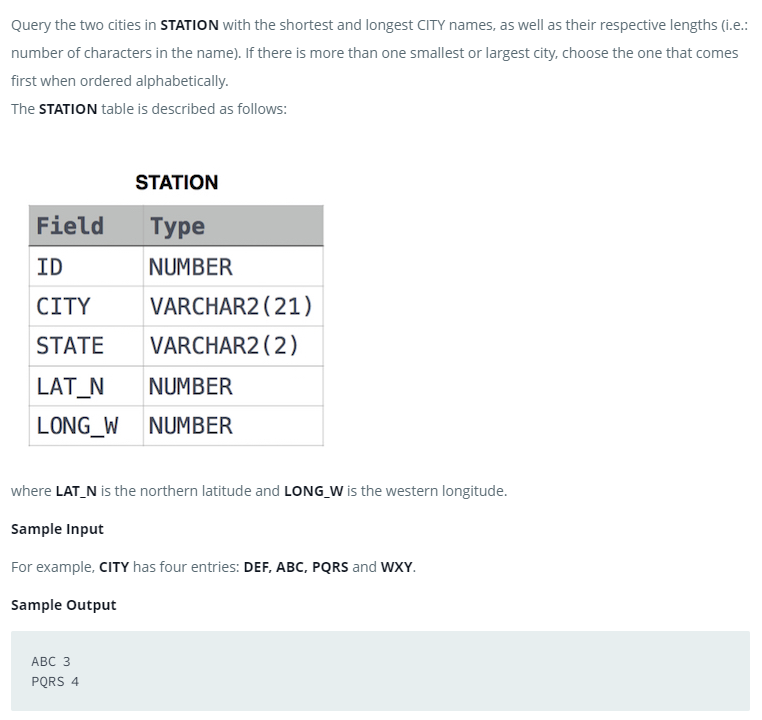 Query the two cities in STATION with the shortest and longest CITY names, as well as their respective lengths (i.e.:
number of characters in the name). If there is more than one smallest or largest city, choose the one that comes
first when ordered alphabetically.
The STATION table is described as follows:
STATION
Field Type
ID NUMBER
CITY VARCHAR2(21)
STATE VARCHAR2(2)
LAT_N NUMBER
LONG_W NUMBER
where LAT_N is the northern latitude and LONG_W is the western longitude.
Sample Input
For example, CITY has four entries: DEF, ABC, PQRS and WXY.
Sample Output
ABC 3
PQRS 4